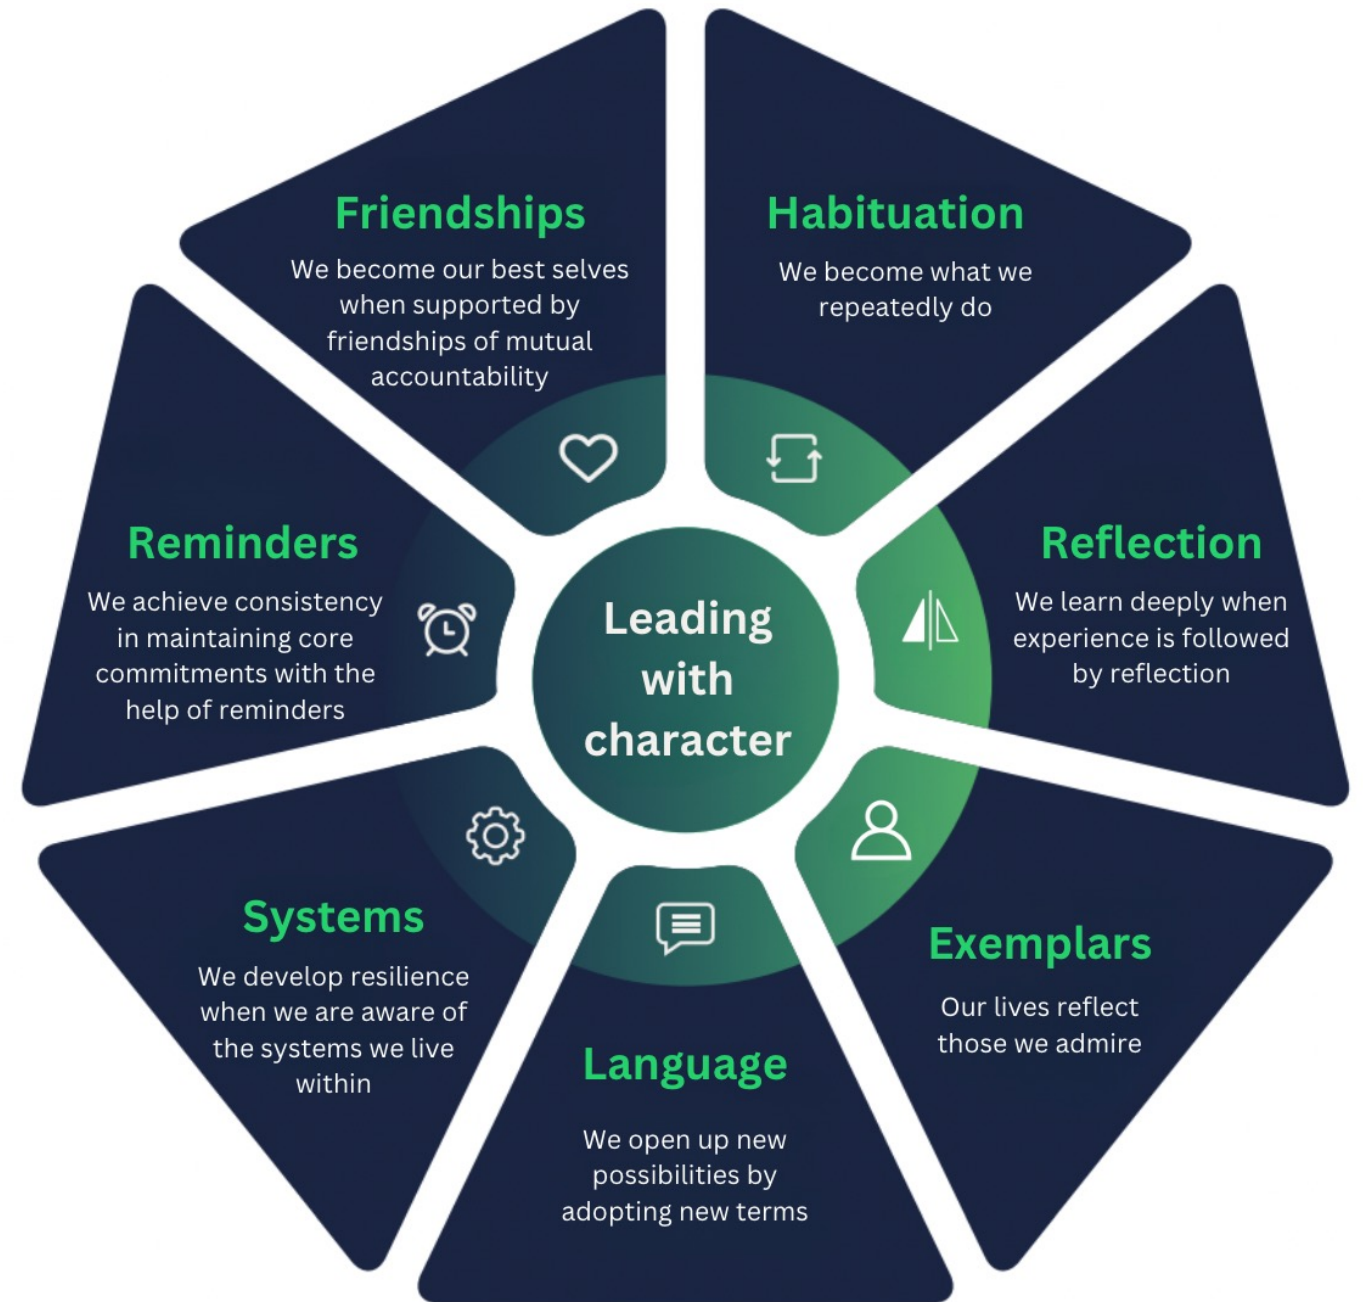 Friendships
We become our best selves
when supported by
friendships of mutual
accountability
Habituation
We become what we
repeatedly do
Reminders
We achieve consistency
in maintaining core
commitments with the
help of reminders
Leading
with
character
Reflection
We learn deeply when
experience is followed
by reflection
Systems
We develop resilience
when we are aware of
the systems we live
within
Language
We open up new
possibilities by
adopting new terms
Exemplars
Our lives reflect
those we admire